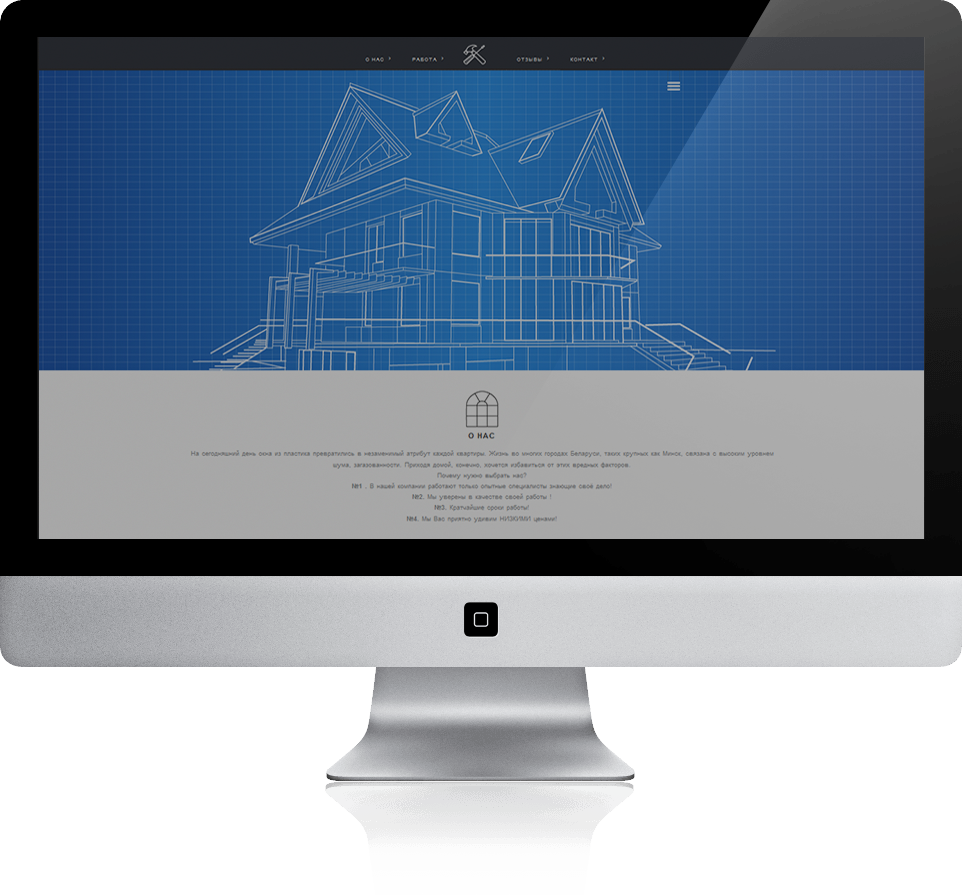 О НАС РАБОТА ОТЗЫВЫ КОНТАКТ
О НАС
На сегодняшний день окна из пластика превратились в незаменимый атрибут каждой квартиры. Жизнь во многих городах Беларуси, таких крупных как Минск, связана с высоким уровнем
шума, загазованности. Приходя домой, конечно, хочется избавиться от этих вредных факторов.
Почему нужно выбрать нас?
№1 . В нашей компании работают только опытные специалисты знающие своё дело!
№2. Мы уверены в качестве своей работы !
№3. Кратчайшие сроки работы!
№4. Мы Вас приятно удивим НИЗКИМИ ценами!